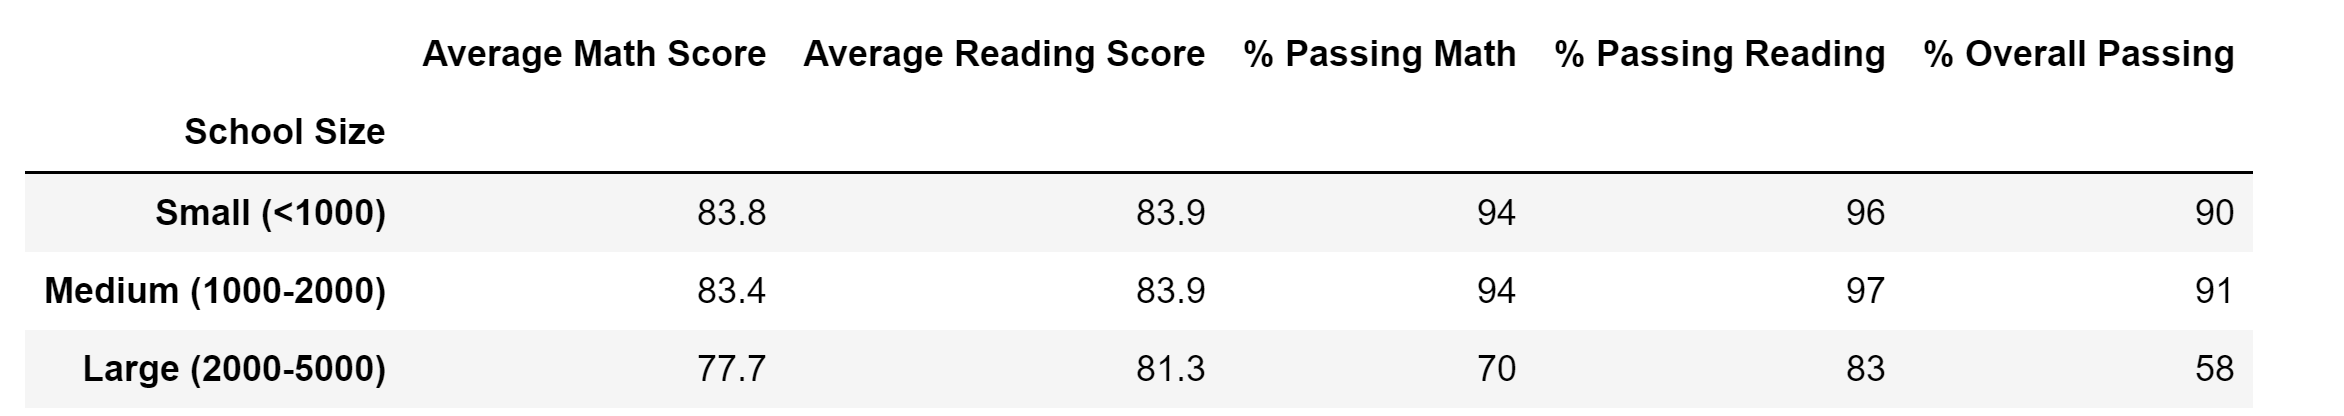 Average Math Score Average Reading Score % Passing Math % Passing Reading % Overall Passing
School Size
Small (<1000) 83.8 83.9 94 96 90
Medium (1000-2000) 83.4 83.9 94 97 91
Large (2000-5000) 77.7 81.3 70 83 58